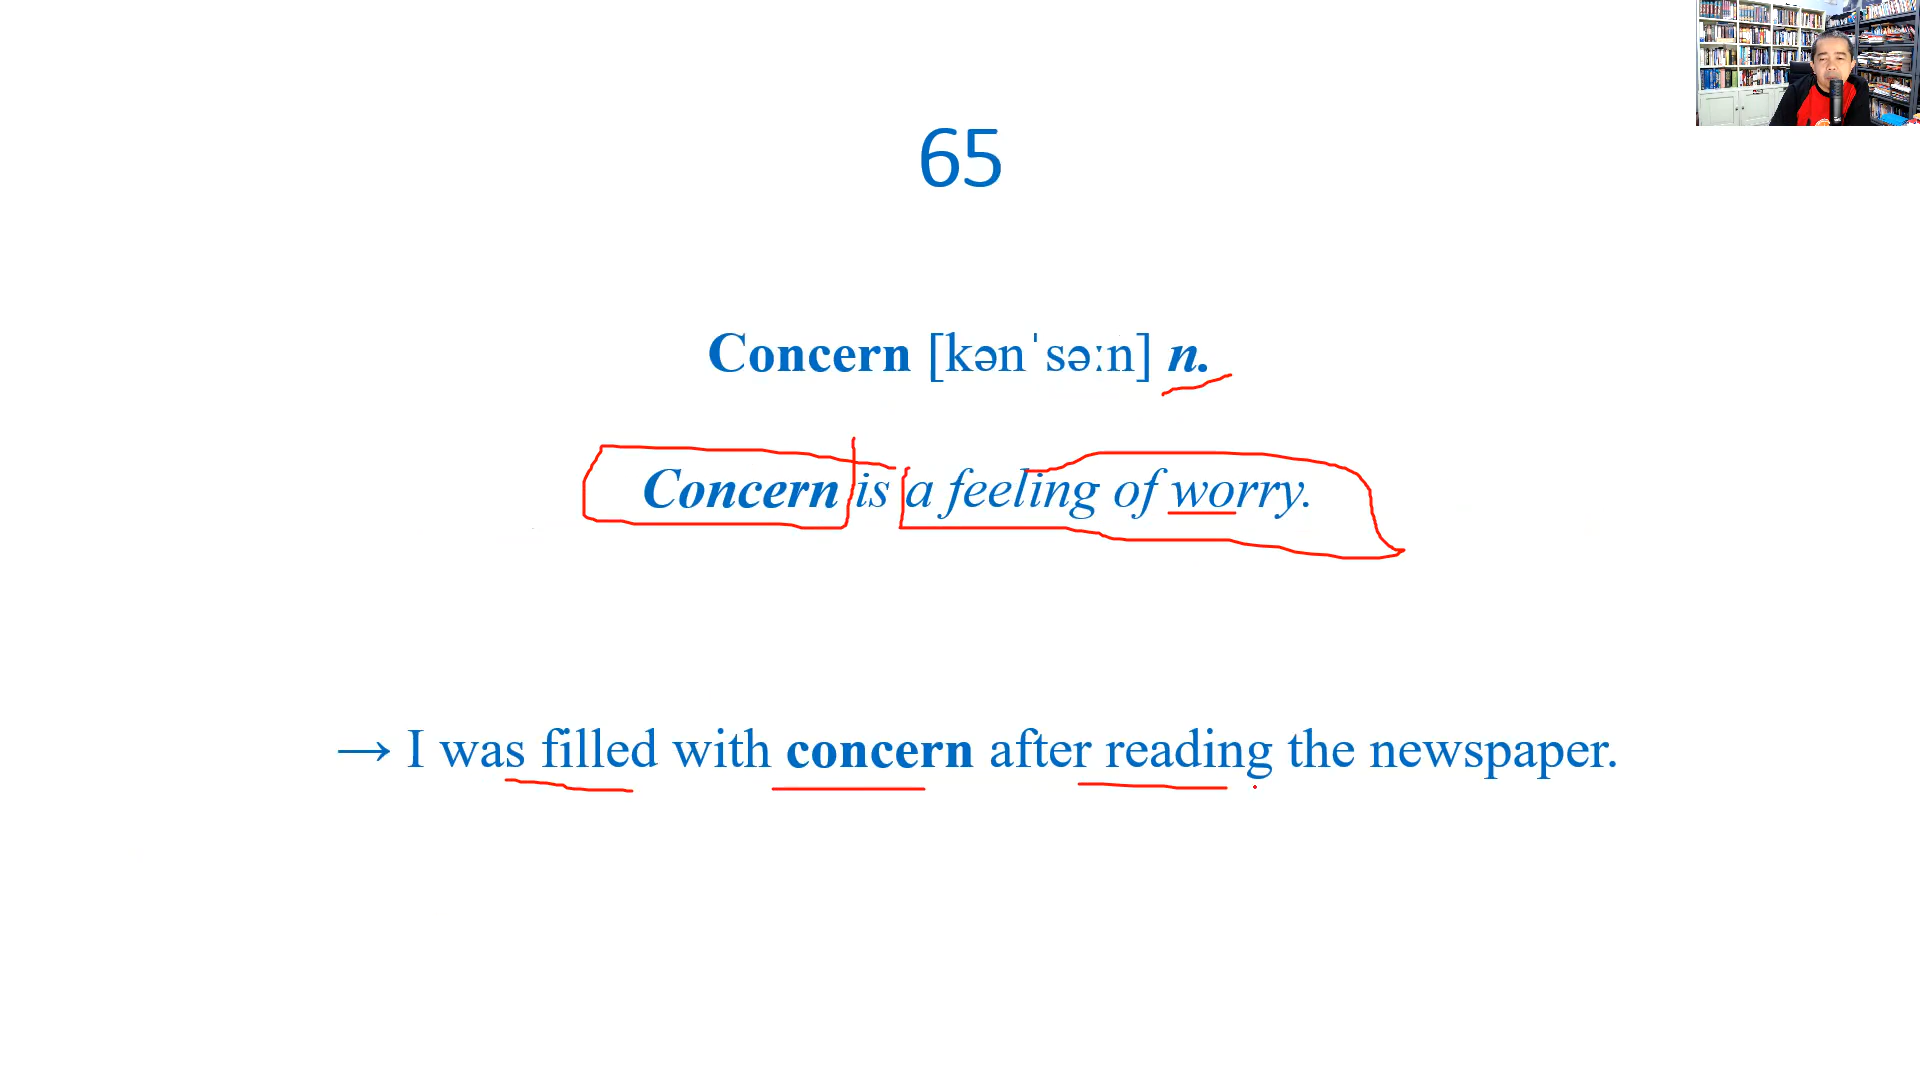 65
Concern [kənˈsəːn] n.
Concern is a feeling of worry.
→ I was filled with concern after reading the newspaper.